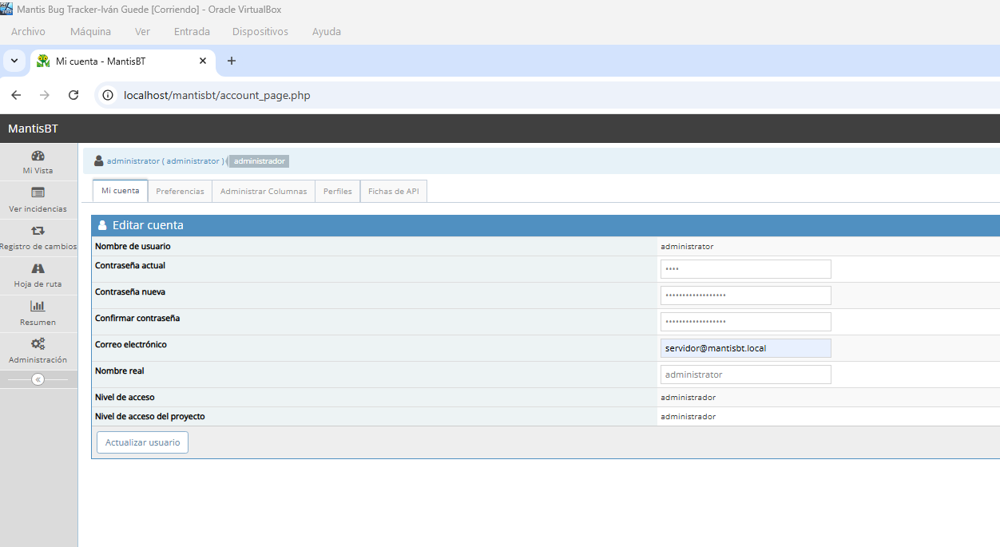 Mantis Bug Tracker-Iván Guede [Corriendo] - Oracle VirtualBox
Archivo Máquina Ver Entrada Dispositivos Ayuda
Mi cuenta - MantisBT
localhost/mantisbt/account_page.php
MantisBT
Mi Vista
Ver incidencias
Registro de cambios
Hoja de ruta
Resumen
Administración
administrator ( administrator ) administrador
Mi cuenta Preferencias Administrar Columnas Perfiles Fichas de API
Editar cuenta
Nombre de usuario administrator
Contraseña actual ••••
Contraseña nueva ••••••••••••••••••
Confirmar contraseña ••••••••••••••••••
Correo electrónico servidor@mantisbt.local
Nombre real administrator
Nivel de acceso administrador
Nivel de acceso del proyecto administrador
Actualizar usuario